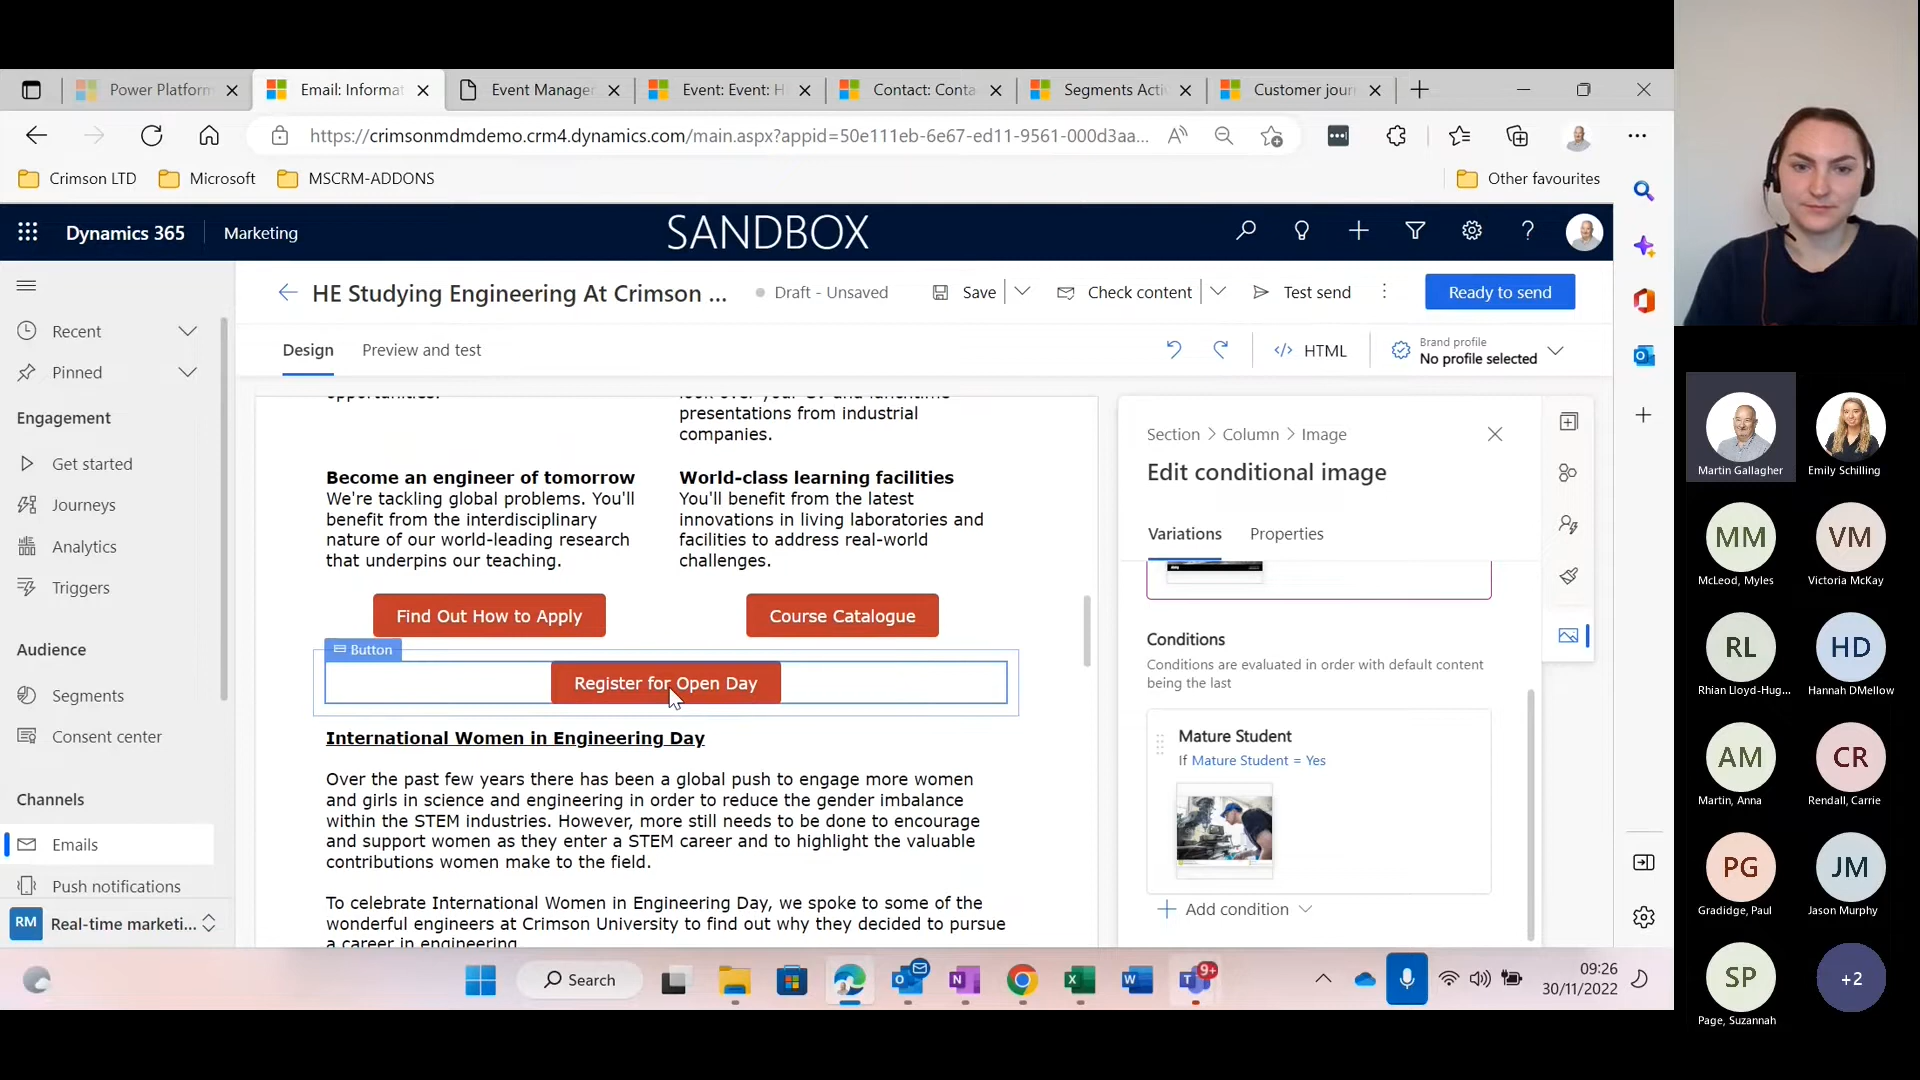 Power Platform
Email: Informat
Event Manage
Event: Event: H
Contact: Conta
Segments Acti
Customer jour
https://crimsonmdmdemo.crm4.dynamics.com/main.aspx?appid=50e111eb-6e67-ed11-9561-000d3aa...
Crimson LTD
Microsoft
MSCRM-ADDONS
Other favourites
Dynamics 365
Marketing
SANDBOX
HE Studying Engineering At Crimson ...
Draft - Unsaved
Save
Check content
Test send
Ready to send
Design
Preview and test
HTML
Brand profile
No profile selected
Recent
Pinned
Engagement
Get started
Journeys
Analytics
Triggers
Audience
Segments
Consent center
Channels
Emails
Push notifications
RM
Real-time marketi...
opportunities.
look over your CV and lunchtime
presentations from industrial
companies.
Become an engineer of tomorrow
We're tackling global problems. You'll
benefit from the interdisciplinary
nature of our world-leading research
that underpins our teaching.
World-class learning facilities
You'll benefit from the latest
innovations in living laboratories and
facilities to address real-world
challenges.
Find Out How to Apply
Course Catalogue
Button
Register for Open Day
International Women in Engineering Day
Over the past few years there has been a global push to engage more women
and girls in science and engineering in order to reduce the gender imbalance
within the STEM industries. However, more still needs to be done to encourage
and support women as they enter a STEM career and to highlight the valuable
contributions women make to the field.
To celebrate International Women in Engineering Day, we spoke to some of the
wonderful engineers at Crimson University to find out why they decided to pursue
a career in engineering
Section > Column > Image
Edit conditional image
Variations
Properties
Conditions
Conditions are evaluated in order with default content
being the last
Mature Student
If Mature Student = Yes
Add condition
Search
9+
09:26
30/11/2022
Martin Gallagher
Emily Schilling
MM
McLeod, Myles
VM
Victoria McKay
RL
Rhian Lloyd-Hug...
HD
Hannah DMellow
AM
Martin, Anna
CR
Rendall, Carrie
PG
Gradidge, Paul
JM
Jason Murphy
SP
Page, Suzannah
+2